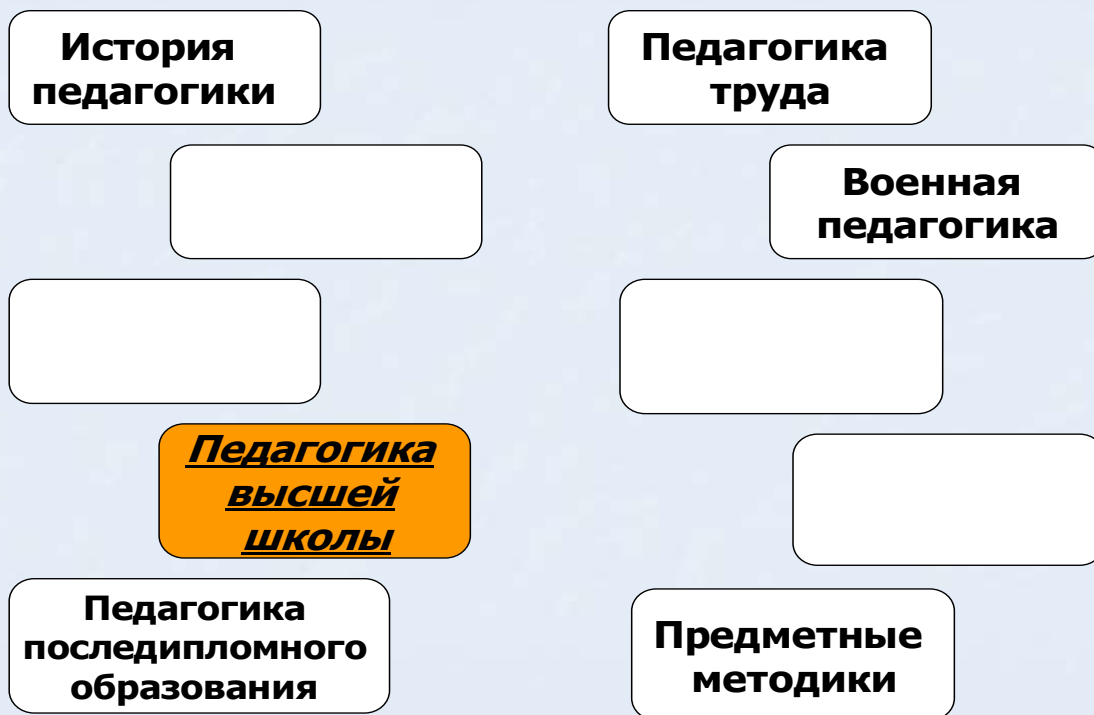 История
педагогики
Педагогика
труда
Военная
педагогика
Педагогика
высшей
школы
Педагогика
последипломного
образования
Предметные
методики